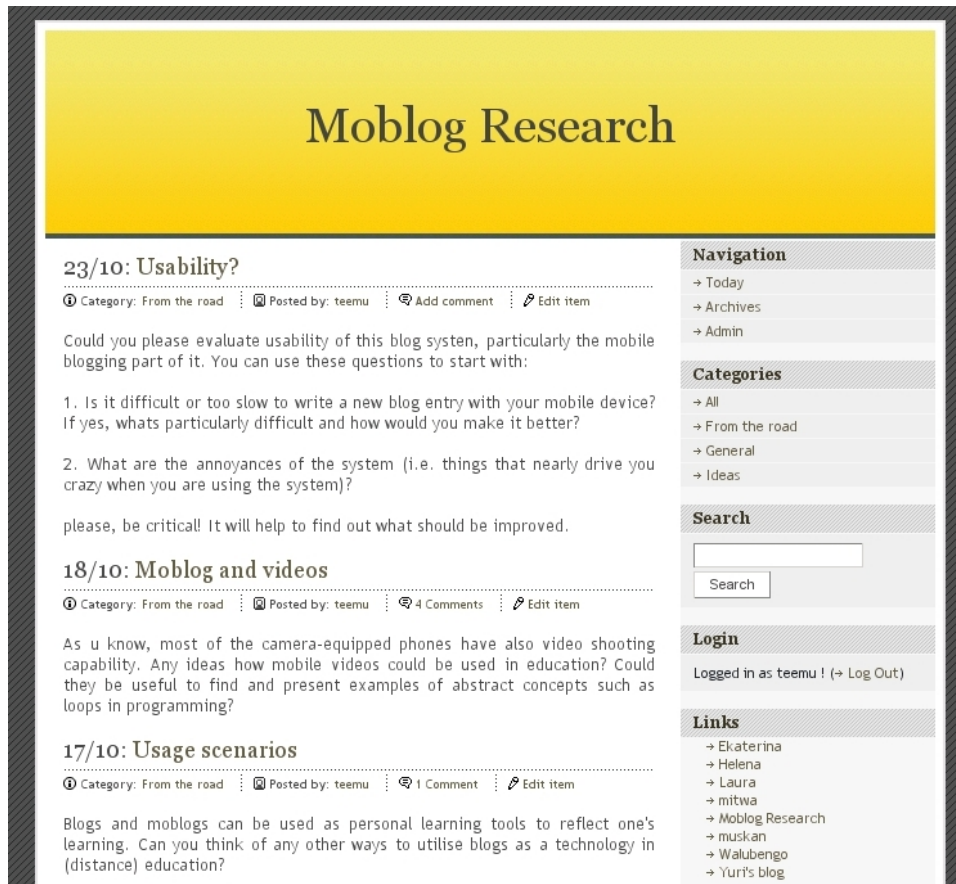 Moblog Research
23/10: Usability?
Category: From the road Posted by: teemu Add comment Edit item
Could you please evaluate usability of this blog systen, particularly the mobile
blogging part of it. You can use these questions to start with:
1. Is it difficult or too slow to write a new blog entry with your mobile device?
If yes, whats particularly difficult and how would you make it better?
2. What are the annoyances of the system (i.e. things that nearly drive you
crazy when you are using the system)?
please, be critical! It will help to find out what should be improved.
18/10: Moblog and videos
Category: From the road Posted by: teemu 4 Comments Edit item
As u know, most of the camera-equipped phones have also video shooting
capability. Any ideas how mobile videos could be used in education? Could
they be useful to find and present examples of abstract concepts such as
loops in programming?
17/10: Usage scenarios
Category: From the road Posted by: teemu 1 Comment Edit item
Blogs and moblogs can be used as personal learning tools to reflect one's
learning. Can you think of any other ways to utilise blogs as a technology in
(distance) education?
Navigation
→ Today
→ Archives
→ Admin
Categories
→ All
→ From the road
→ General
→ Ideas
Search
Search
Login
Logged in as teemu ! (→ Log Out)
Links
→ Ekaterina
→ Helena
→ Laura
→ mitwa
→ Moblog Research
→ muskan
→ Walubengo
→ Yuri's blog